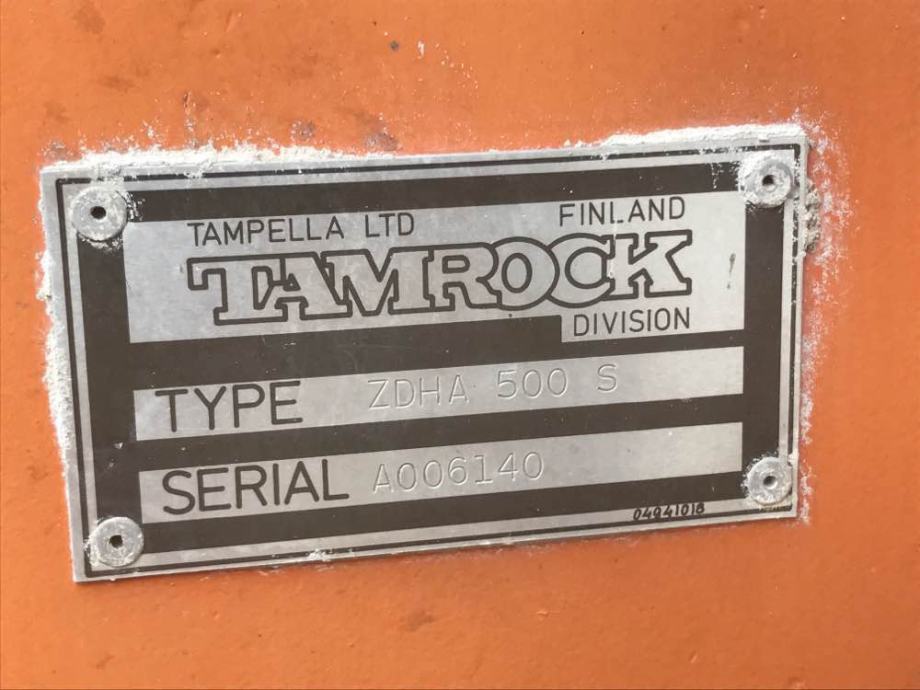 TAMPELLA LTD FINLAND
TAMROCK
DIVISION
TYPE ZDHA 500 S
SERIAL A006140
04041018